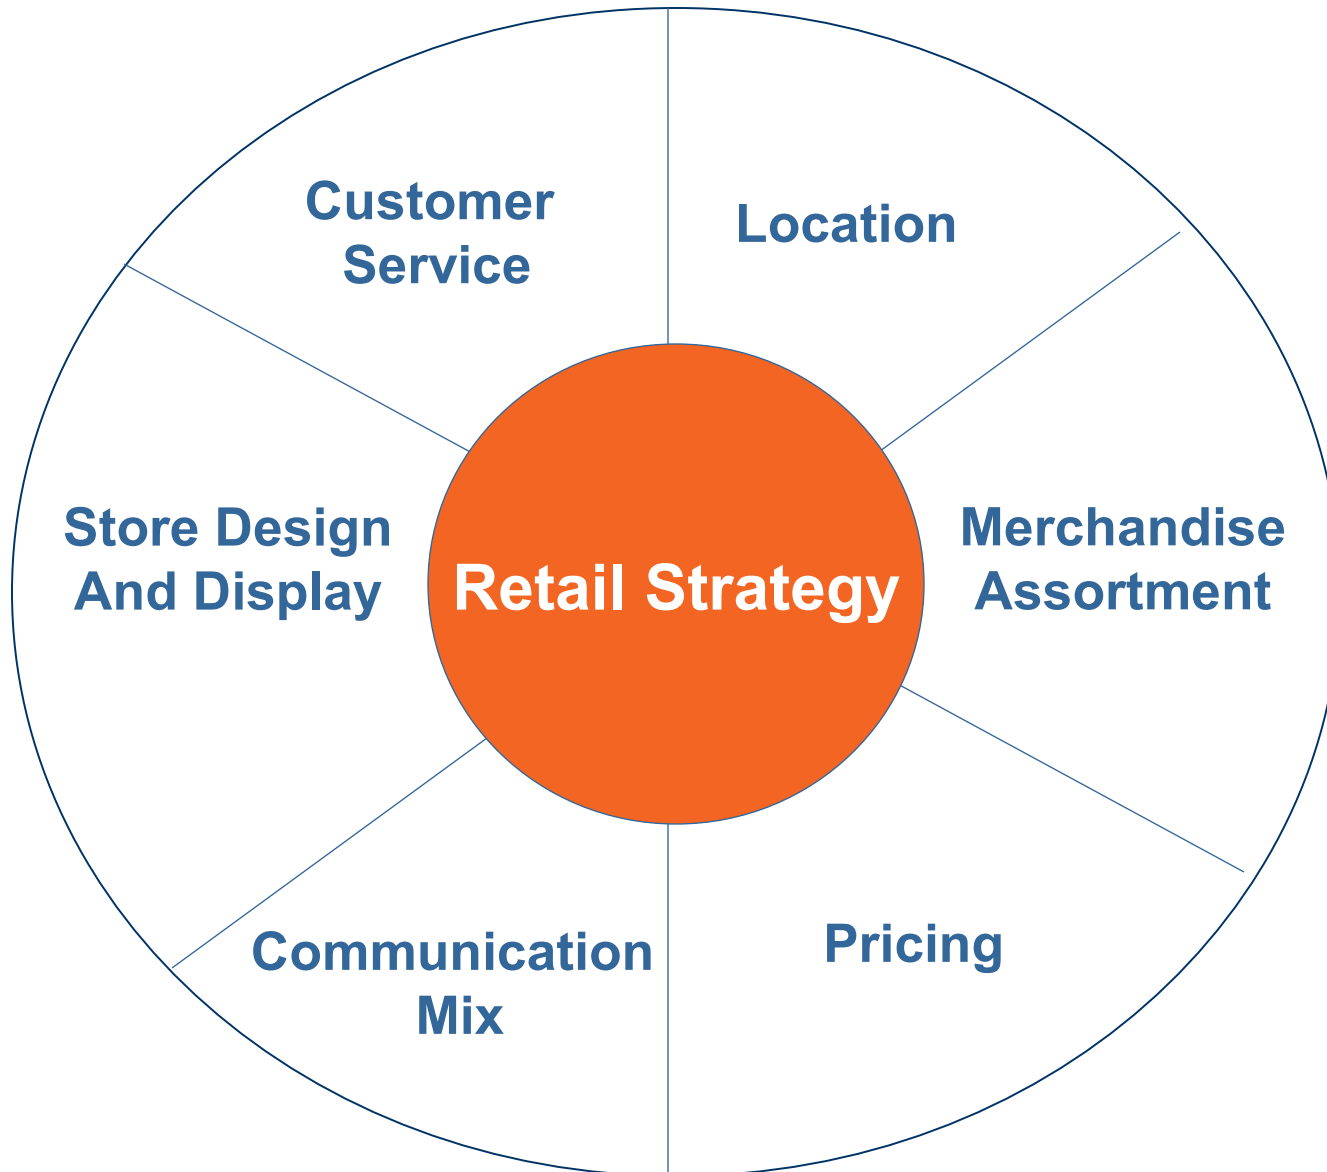 Customer
Service
Location
Store Design
And Display
Retail Strategy
Merchandise
Assortment
Communication
Mix
Pricing